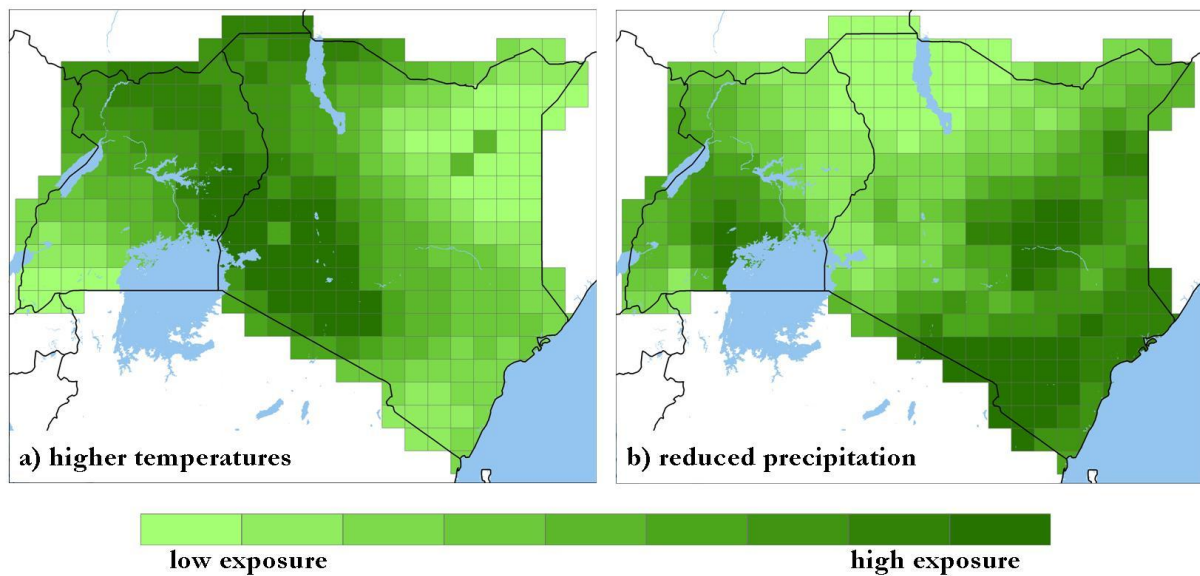 a) higher temperatures
b) reduced precipitation
low exposure
high exposure